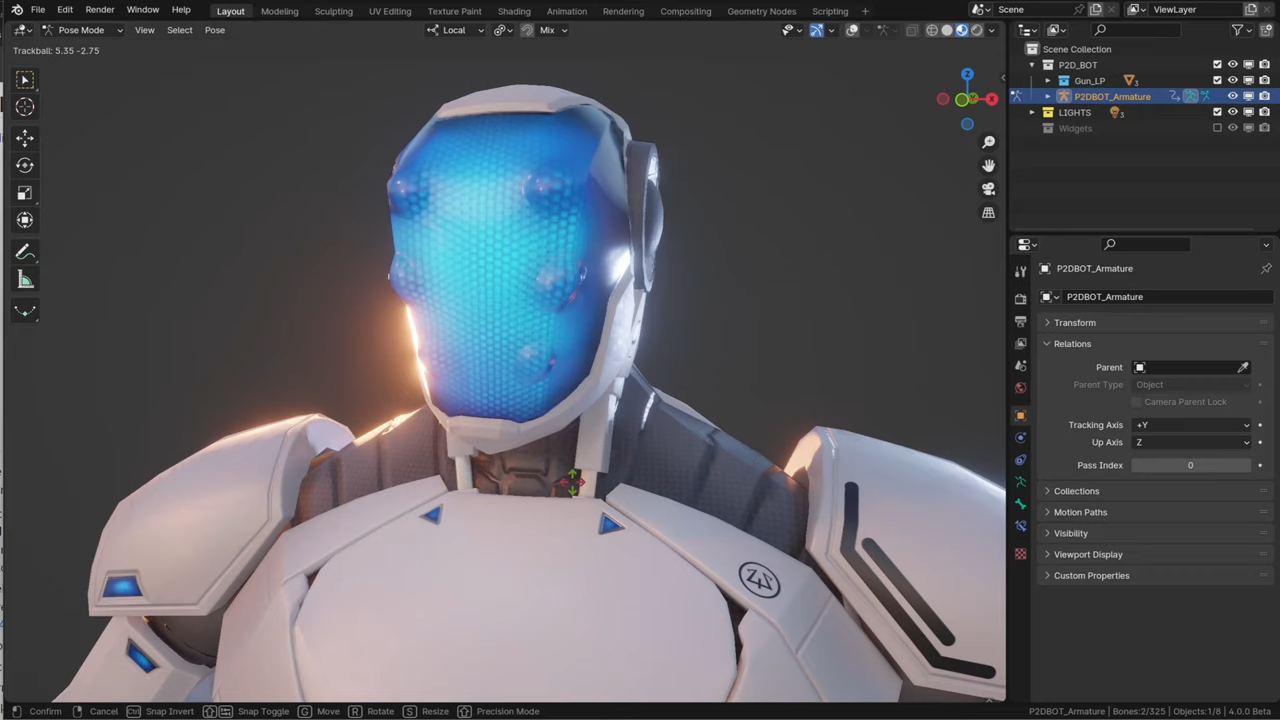 File Edit Render Window Help Layout Modeling Sculpting UV Editing Texture Paint Shading Animation Rendering Compositing Geometry Nodes Scripting + Scene ViewLayer
Pose Mode View Select Pose Local Mix
Trackball: 5.35 -2.75
Scene Collection
P2D_BOT
Gun_LP 3
P2DBOT_Armature
LIGHTS 3
Widgets
Z
X
P2DBOT_Armature
P2DBOT_Armature
Transform
Relations
Parent
Parent Type Object
Camera Parent Lock
Tracking Axis +Y
Up Axis Z
Pass Index 0
Collections
Motion Paths
Visibility
Viewport Display
Custom Properties
Confirm Cancel Ctrl Snap Invert Snap Toggle G Move R Rotate S Resize Precision Mode P2DBOT_Armature | Bones:2/325 | Objects:1/8 | 4.0.0 Beta